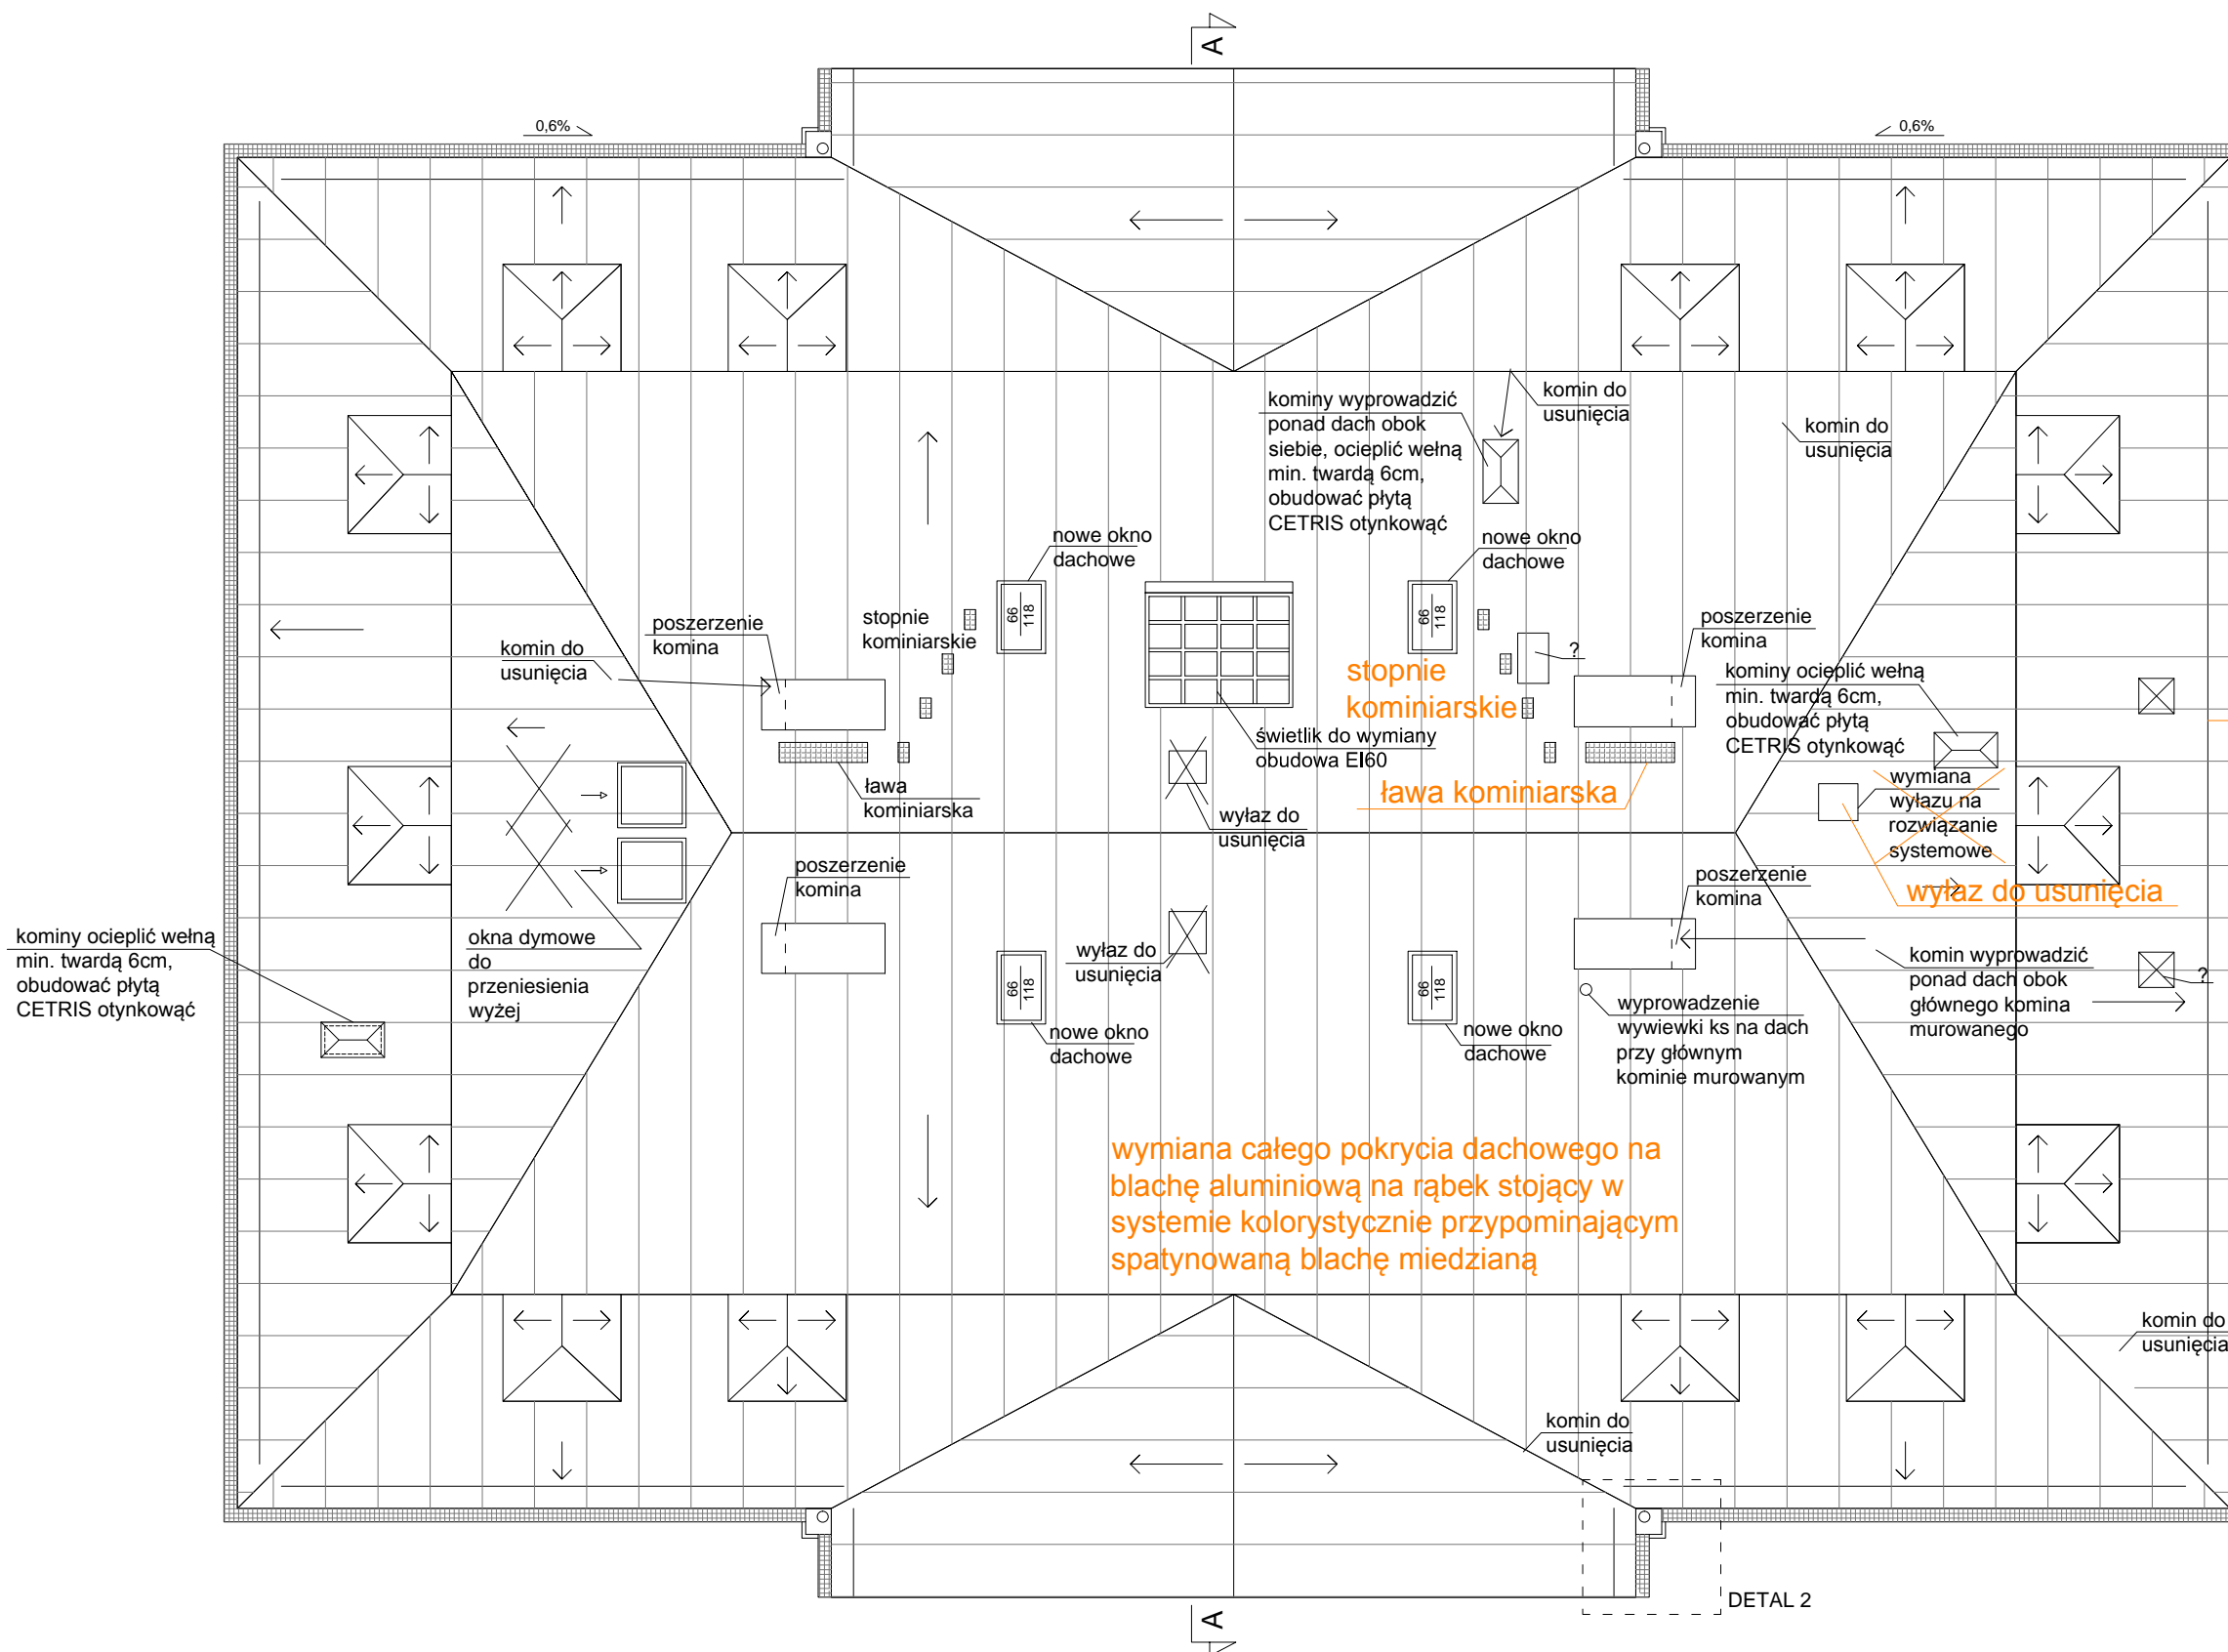 A
0,6%
0,6%
komin do
usunięcia
kominy wyprowadzić
ponad dach obok
siebie, ocieplić wełną
min. twardą 6cm,
obudować płytą
CETRIS otynkowąć
komin do
usunięcia
nowe okno
dachowe
66
118
nowe okno
dachowe
66
118
stopnie
kominiarskie
poszerzenie
komina
komin do
usunięcia
poszerzenie
komina
?
stopnie
kominiarskie
kominy ocieplić wełną
min. twardą 6cm,
obudować płytą
CETRIS otynkowąć
świetlik do wymiany
obudowa EI60
ława
kominiarska
ława kominiarska
wymiana
wyłazu na
rozwiązanie
systemowe
wyłaz do
usunięcia
wyłaz do usunięcia
poszerzenie
komina
poszerzenie
komina
kominy ocieplić wełną
min. twardą 6cm,
obudować płytą
CETRIS otynkowąć
okna dymowe
do
przeniesienia
wyżej
wyłaz do
usunięcia
komin wyprowadzić
ponad dach obok
głównego komina
murowanego
?
66
118
nowe okno
dachowe
66
118
nowe okno
dachowe
wyprowadzenie
wywiewki ks na dach
przy głównym
kominie murowanym
wymiana całego pokrycia dachowego na
blachę aluminiową na rąbek stojący w
systemie kolorystycznie przypominającym
spatynowaną blachę miedzianą
komin do
usunięcia
komin do
usunięcia
DETAL 2
A